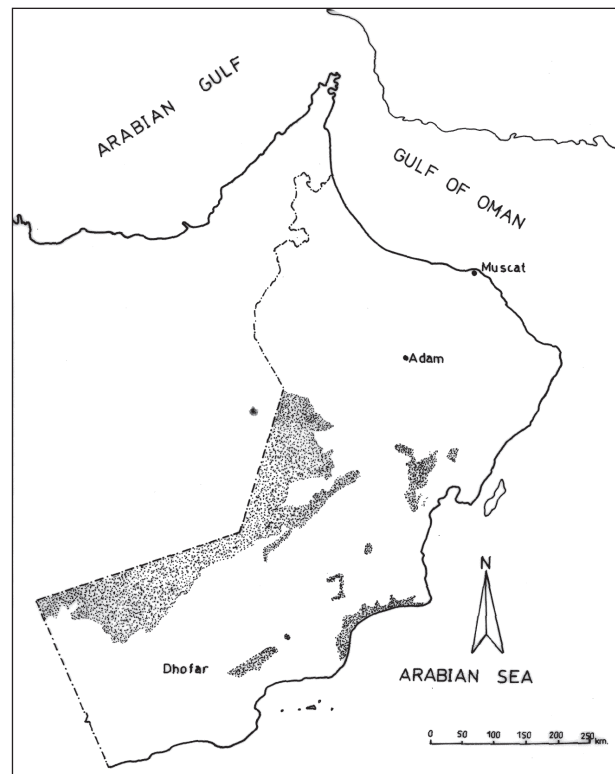 ARABIAN GULF
GULF OF OMAN
Muscat
Adam
N
Dhofar
ARABIAN SEA
0 50 100 150 200 250 km.